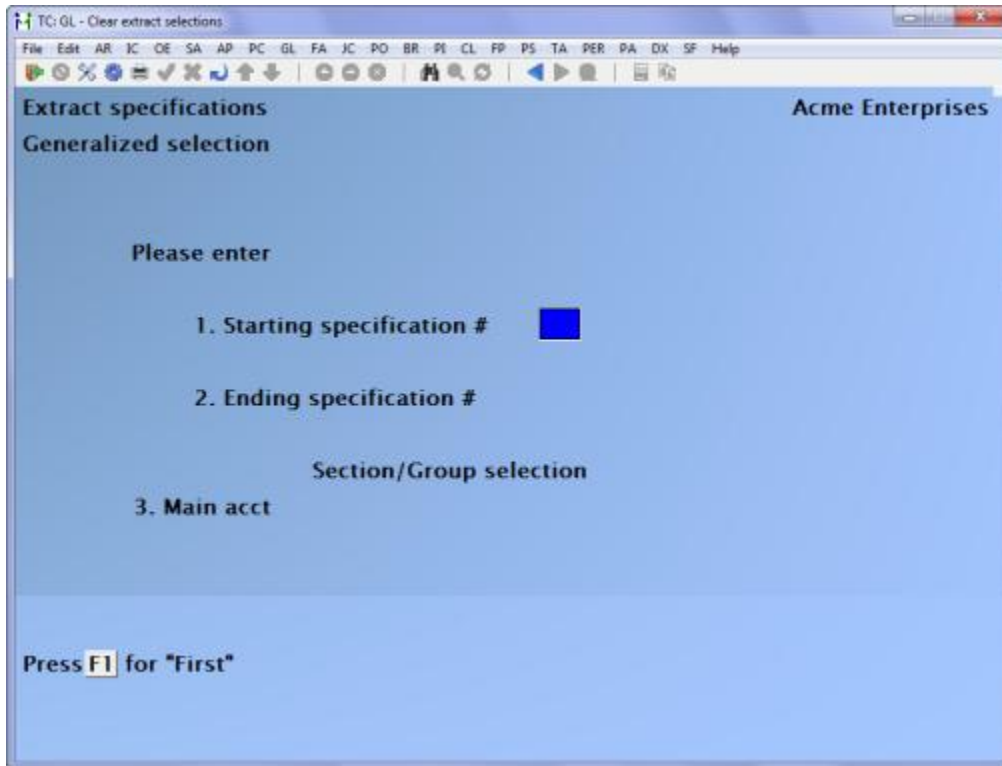 TC: GL - Clear extract selections
File Edit AR IC OE SA AP PC GL FA JC PO BR PI CL FP PS TA PER PA DX SF Help
Extract specifications Acme Enterprises
Generalized selection
Please enter
1. Starting specification #
2. Ending specification #
Section/Group selection
3. Main acct
Press F1 for "First"